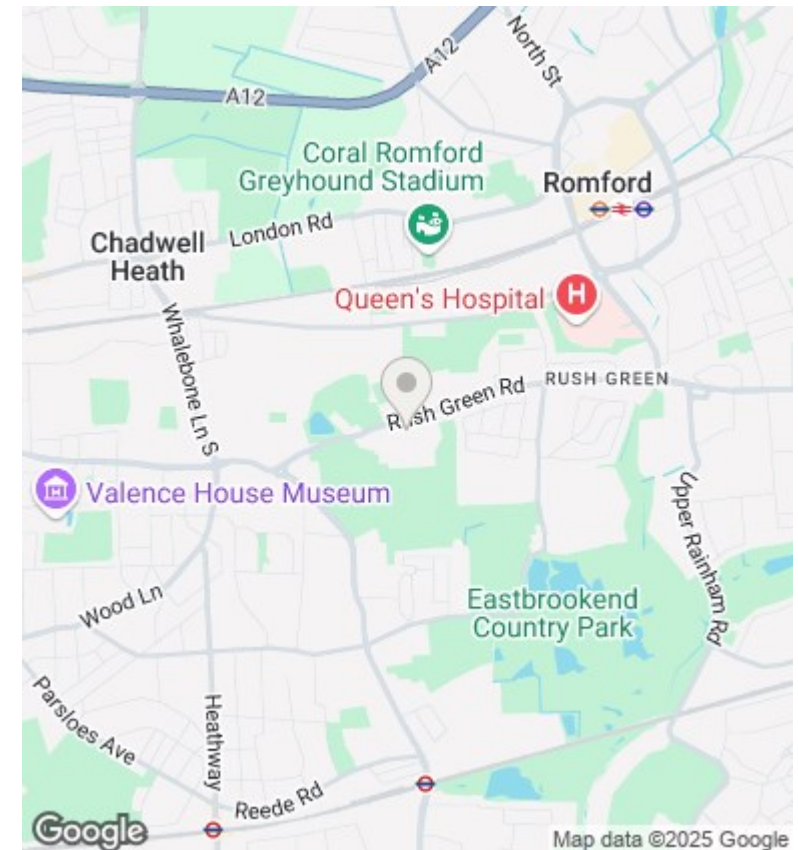 North St
A12
A12
Coral Romford
Greyhound Stadium
Romford
London Rd
Chadwell
Heath
Queen's Hospital
H
Whalebone Ln S
RUSH GREEN
Rush Green Rd
Valence House Museum
Upper Rainham Rd
Wood Ln
Eastbrookend
Country Park
Parsloes Ave
Heathway
Reede Rd
Google
Map data ©2025 Google